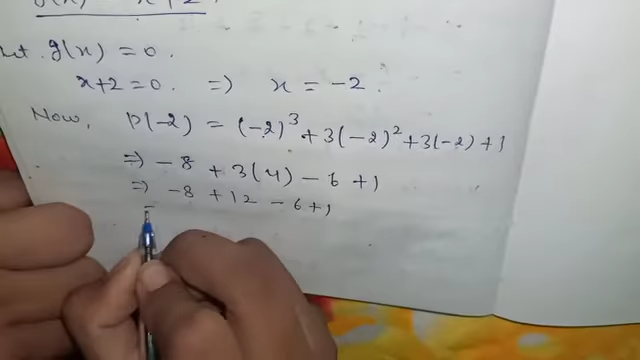 let g(x) = 0.
x+2 = 0. ⇒ x = -2.
Now, P(-2) = (-2)³ + 3(-2)² + 3(-2) + 1
⇒ -8 + 3(4) - 6 + 1
⇒ -8 + 12 - 6 + 1